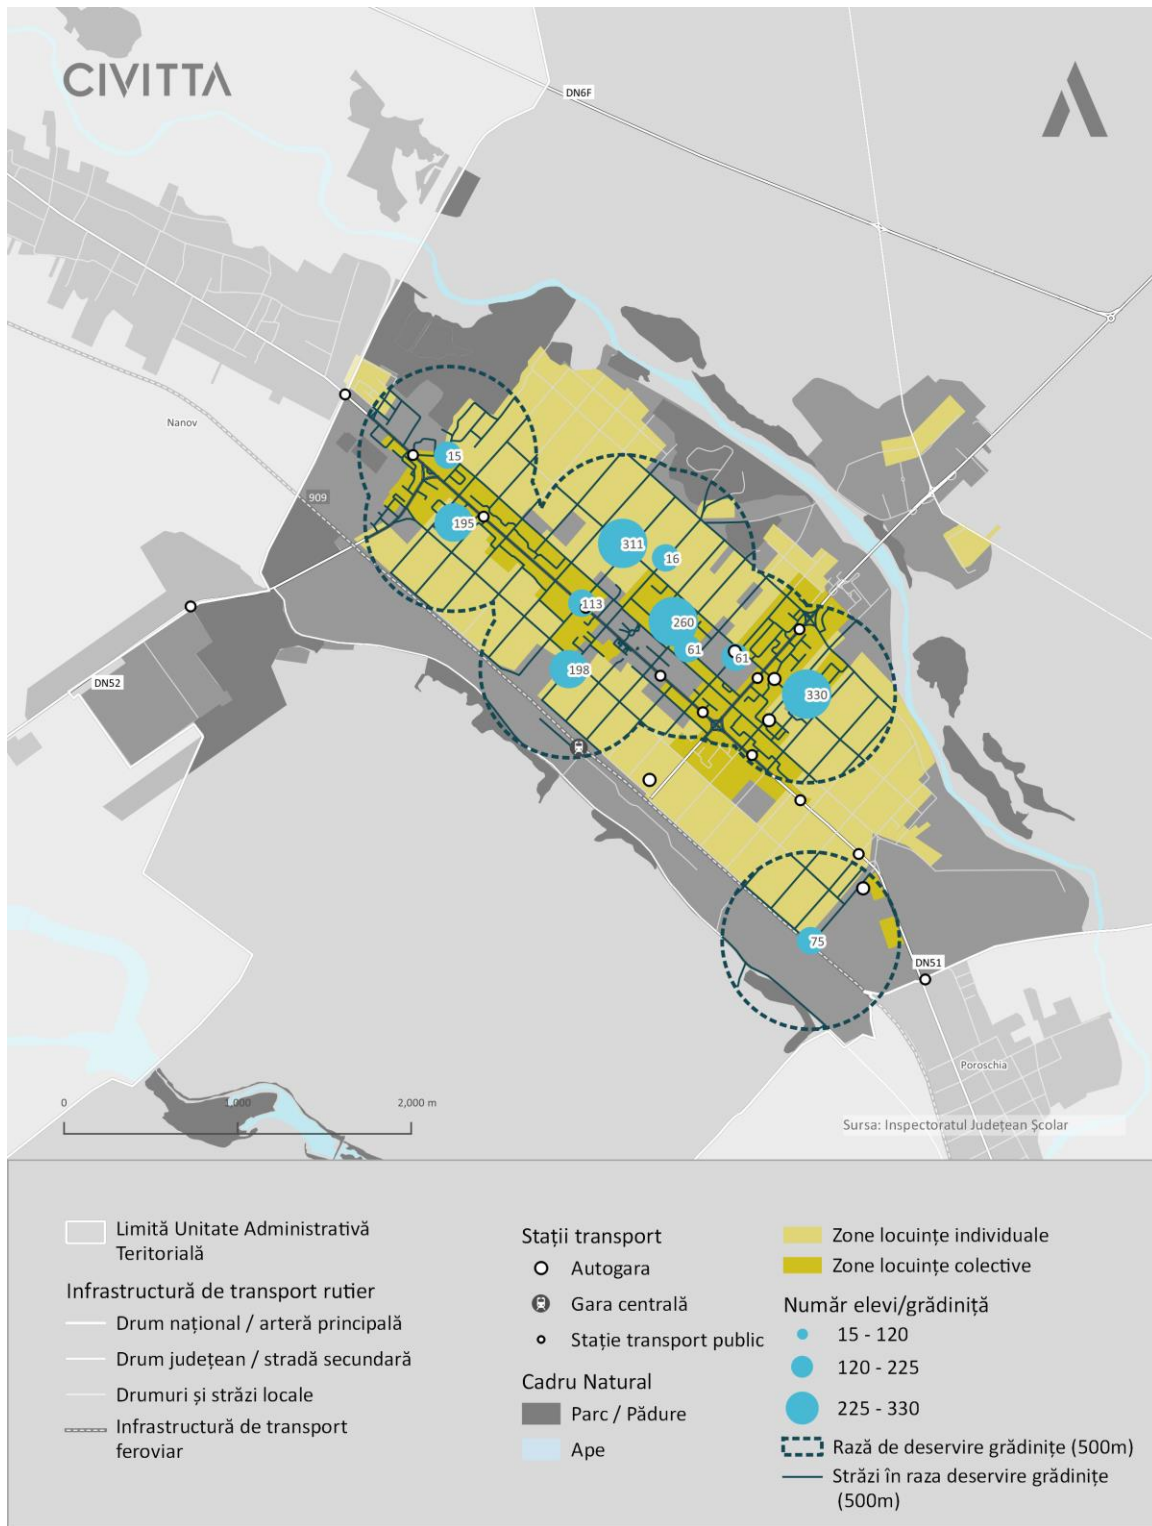 CIVITTA
DN6F
Nanov
15
909
195
311
16
113
260
61
61
198
330
DN52
75
DN51
Poroschia
0
1,000
2,000 m
Sursa: Inspectoratul Județean Școlar
Limită Unitate Administrativă
Teritorială
Infrastructură de transport rutier
Drum național / arteră principală
Drum județean / stradă secundară
Drumuri și străzi locale
Infrastructură de transport
feroviar
Stații transport
Autogara
Gara centrală
Stație transport public
Cadru Natural
Parc / Pădure
Ape
Zone locuințe individuale
Zone locuințe colective
Număr elevi/grădiniță
15 - 120
120 - 225
225 - 330
Rază de deservire grădinițe (500m)
Străzi în raza deservire grădinițe
(500m)